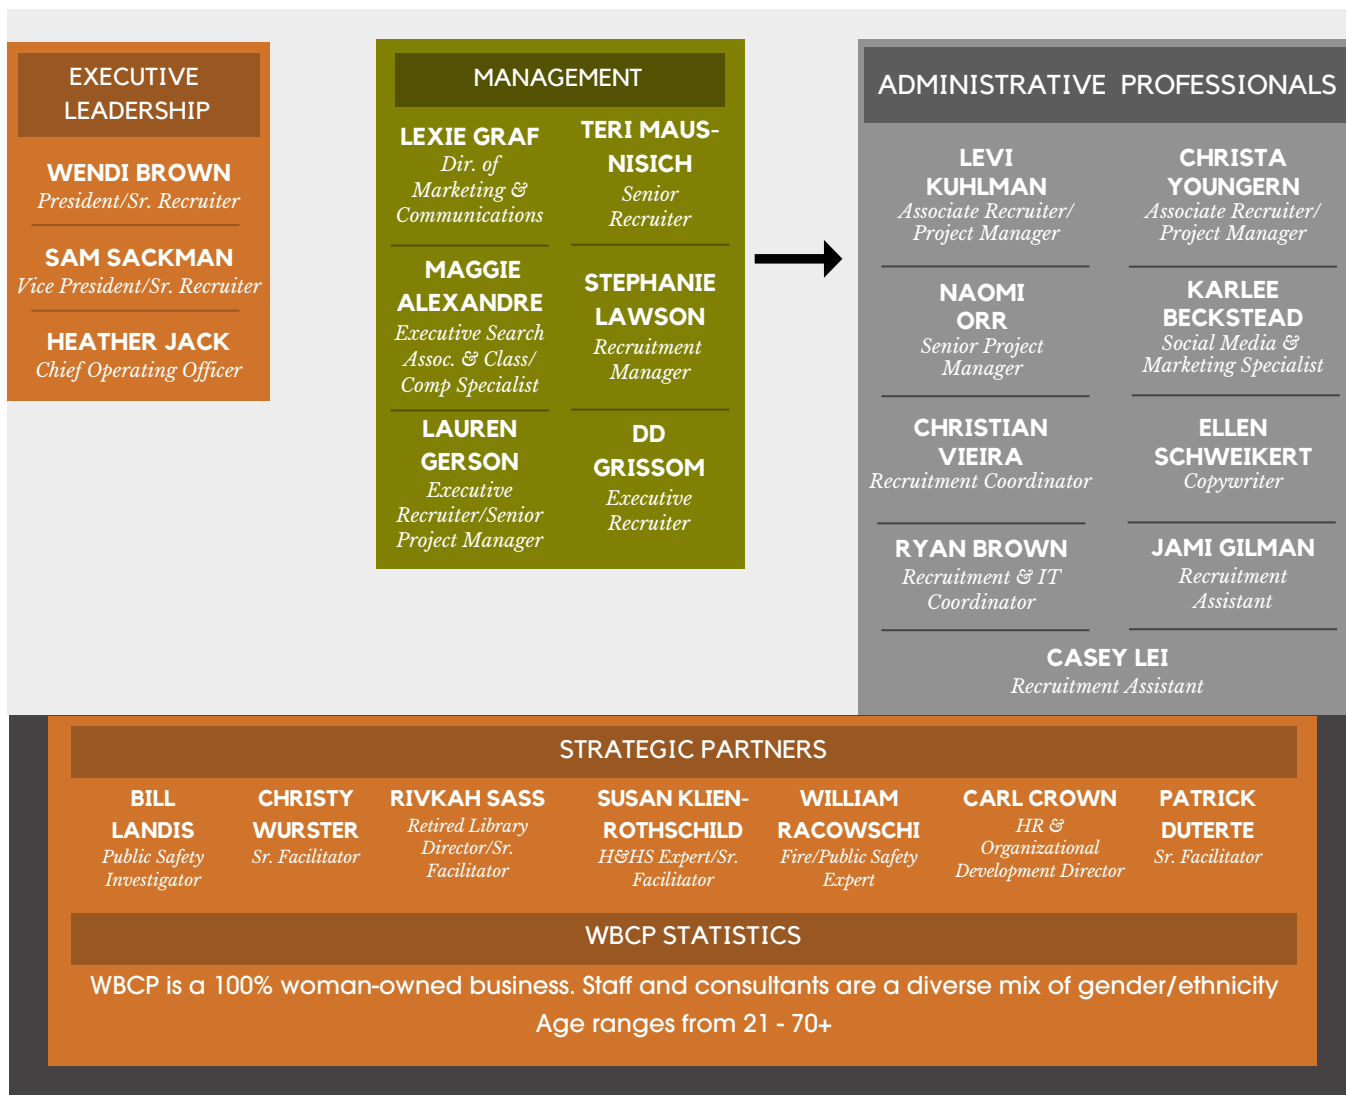 EXECUTIVE
LEADERSHIP
WENDI BROWN
President/Sr. Recruiter
SAM SACKMAN
Vice President/Sr. Recruiter
HEATHER JACK
Chief Operating Officer
MANAGEMENT
LEXIE GRAF
Dir. of
Marketing &
Communications
TERI MAUS-
NISICH
Senior
Recruiter
MAGGIE
ALEXANDRE
Executive Search
Assoc. & Class/
Comp Specialist
STEPHANIE
LAWSON
Recruitment
Manager
LAUREN
GERSON
Executive
Recruiter/Senior
Project Manager
DD
GRISSOM
Executive
Recruiter
ADMINISTRATIVE PROFESSIONALS
LEVI
KUHLMAN
Associate Recruiter/
Project Manager
CHRISTA
YOUNGERN
Associate Recruiter/
Project Manager
NAOMI
ORR
Senior Project
Manager
KARLEE
BECKSTEAD
Social Media &
Marketing Specialist
CHRISTIAN
VIEIRA
Recruitment Coordinator
ELLEN
SCHWEIKERT
Copywriter
RYAN BROWN
Recruitment & IT
Coordinator
JAMI GILMAN
Recruitment
Assistant
CASEY LEI
Recruitment Assistant
STRATEGIC PARTNERS
BILL
LANDIS
Public Safety
Investigator
CHRISTY
WURSTER
Sr. Facilitator
RIVKAH SASS
Retired Library
Director/Sr.
Facilitator
SUSAN KLIEN-
ROTHSCHILD
H&HS Expert/Sr.
Facilitator
WILLIAM
RACOWSCHI
Fire/Public Safety
Expert
CARL CROWN
HR &
Organizational
Development Director
PATRICK
DUTERTE
Sr. Facilitator
WBCP STATISTICS
WBCP is a 100% woman-owned business. Staff and consultants are a diverse mix of gender/ethnicity
Age ranges from 21 - 70+